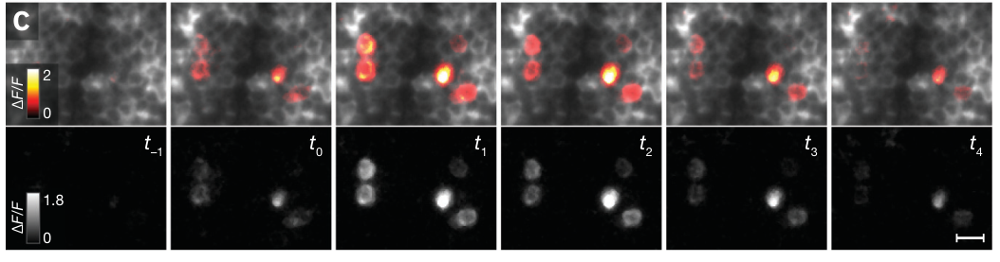 C
ΔF/F
2
0
t₋₁
t₀
t₁
t₂
t₃
t₄
ΔF/F
1.8
0